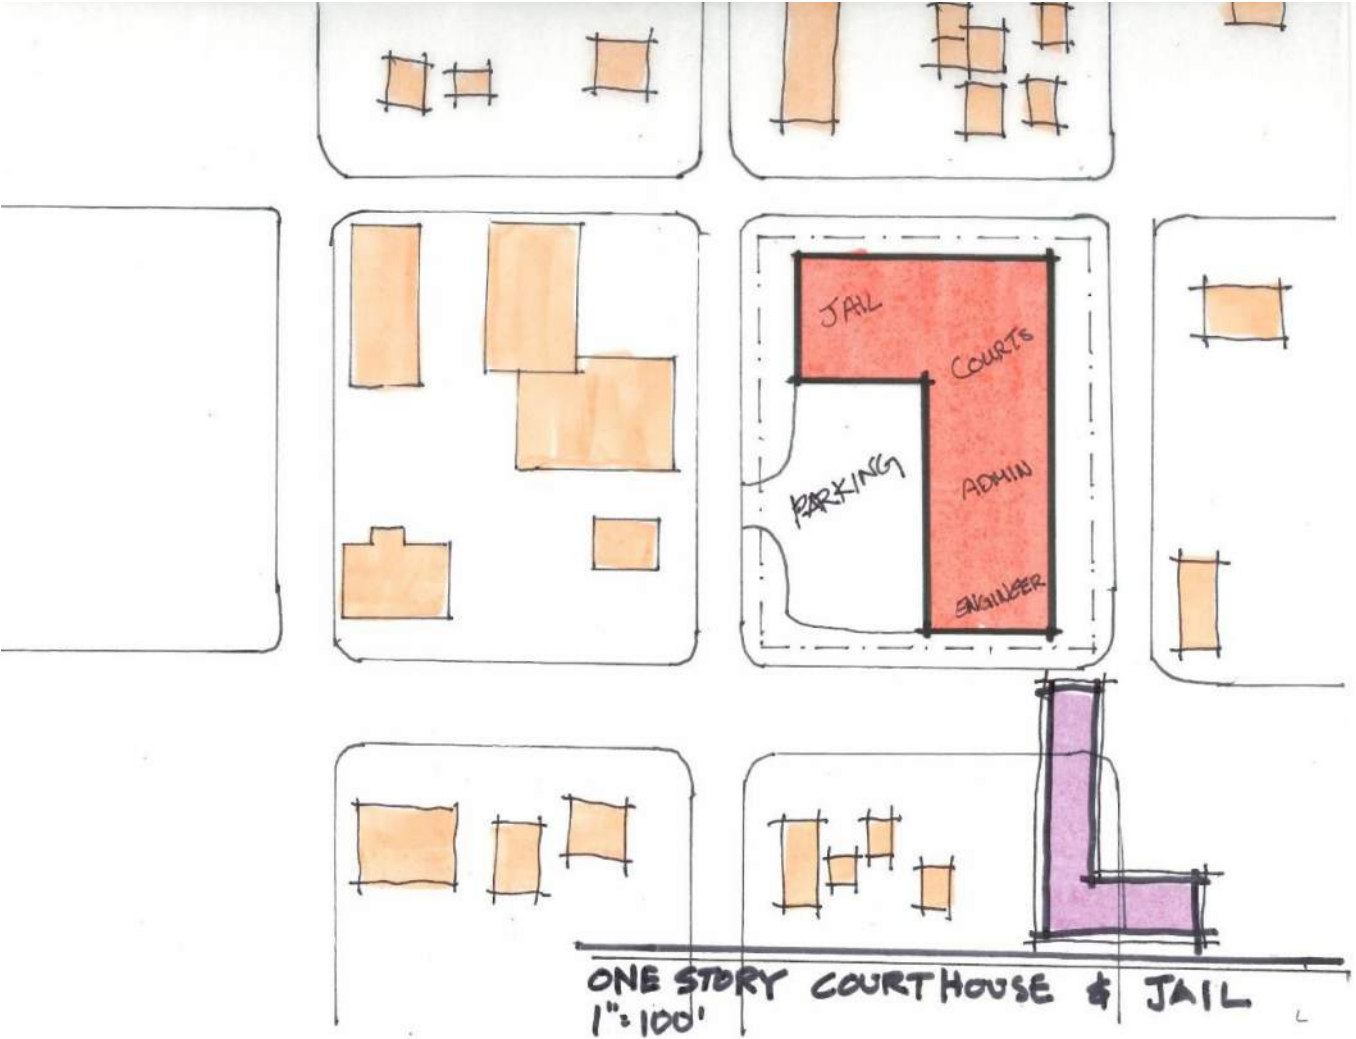 JAIL
COURTS
PARKING
ADMIN
ENGINEER
ONE STORY COURTHOUSE & JAIL
1"=100'
L